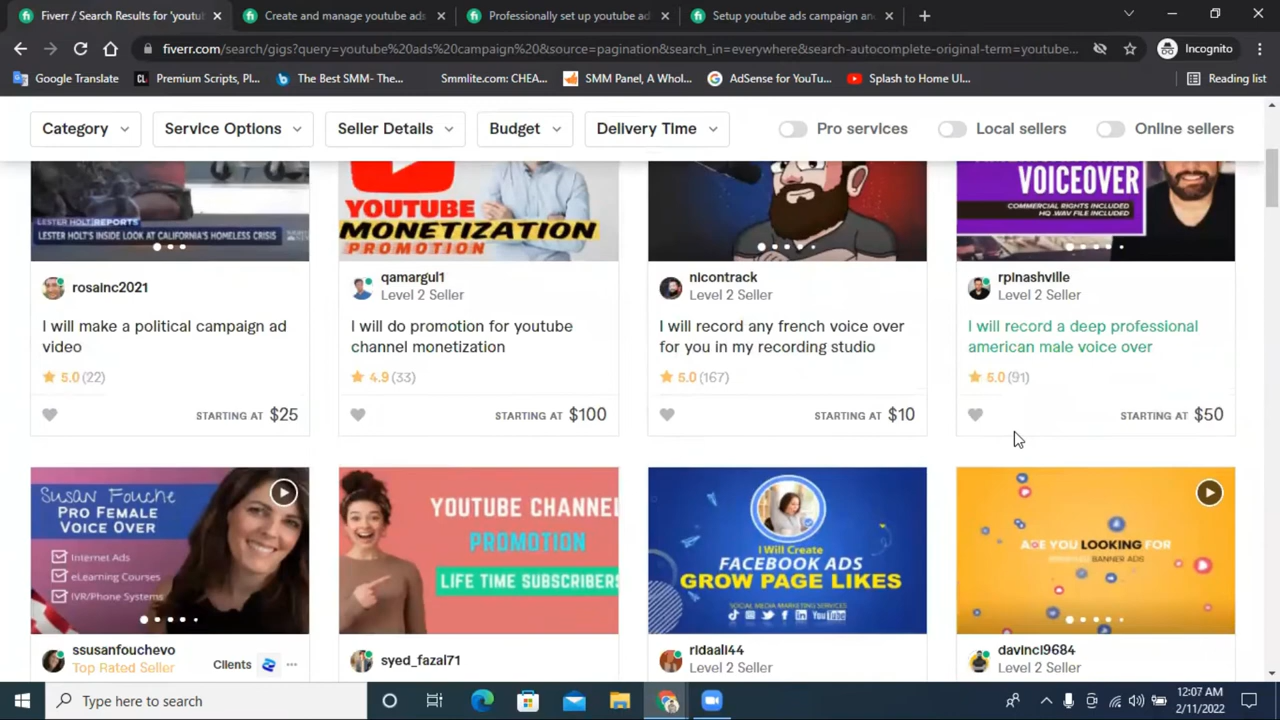 Fiverr / Search Results for 'youtu
Create and manage youtube ads
Professionally set up youtube ad
Setup youtube ads campaign an
Incognito
fiverr.com/search/gigs?query=youtube%20ads%20campaign%20&source=pagination&search_in=everywhere&search-autocomplete-original-term=youtube...
Google Translate
CL Premium Scripts, Pl...
The Best SMM- The...
Smmlite.com: CHEA...
SMM Panel, A Whol...
AdSense for YouTu...
Splash to Home UI...
Reading list
Category
Service Options
Seller Details
Budget
Delivery Time
Pro services
Local sellers
Online sellers
LESTER HOLT REPORTS
LESTER HOLT'S INSIDE LOOK AT CALIFORNIA'S HOMELESS CRISIS
YOUTUBE
MONETIZATION
PROMOTION
VOICEOVER
COMMERCIAL RIGHTS INCLUDED
HQ .WAV FILE INCLUDED
rosainc2021
qamargul1
Level 2 Seller
nicontrack
Level 2 Seller
rpinashville
Level 2 Seller
I will make a political campaign ad
video
I will do promotion for youtube
channel monetization
I will record any french voice over
for you in my recording studio
I will record a deep professional
american male voice over
5.0 (22)
4.9 (33)
5.0 (167)
5.0 (91)
STARTING AT $25
STARTING AT $100
STARTING AT $10
STARTING AT $50
Susan Fouche
PRO FEMALE
VOICE OVER
Internet Ads
eLearning Courses
IVR/Phone Systems
YOUTUBE CHANNEL
PROMOTION
LIFE TIME SUBSCRIBERS
I Will Create
FACEBOOK ADS
GROW PAGE LIKES
SOCIAL MEDIA MARKETING SERVICES
You Tube
ARE YOU LOOKING FOR
BANNER ADS
ssusanfouchevo
Top Rated Seller
Clients
syed_fazal71
ridaali44
Level 2 Seller
davinci9684
Level 2 Seller
Type here to search
12:07 AM
2/11/2022